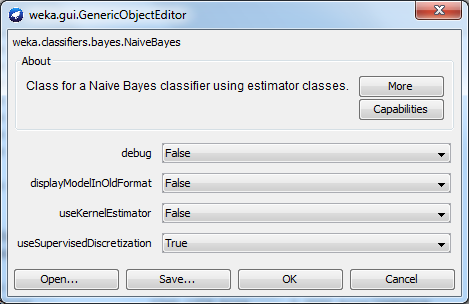 weka.gui.GenericObjectEditor
weka.classifiers.bayes.NaiveBayes
About
Class for a Naive Bayes classifier using estimator classes.
More
Capabilities
debug False
displayModelInOldFormat False
useKernelEstimator False
useSupervisedDiscretization True
Open... Save... OK Cancel